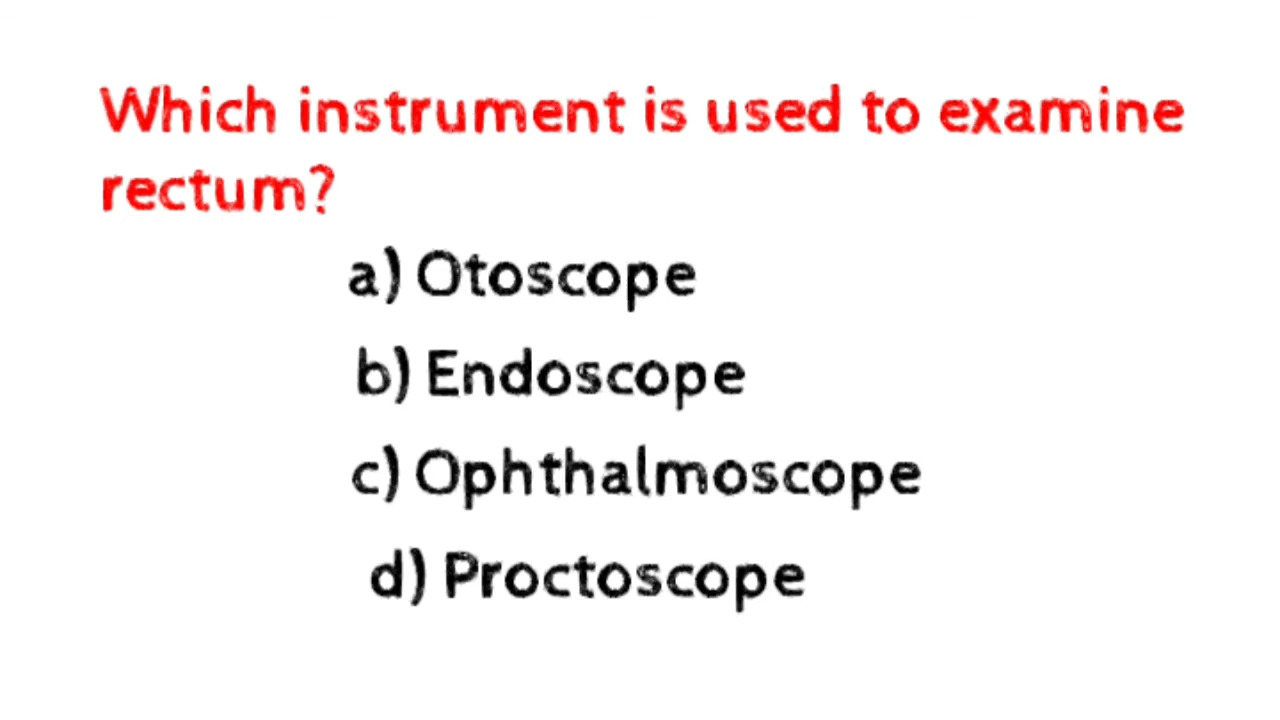 Which instrument is used to examine
rectum?
a) Otoscope
b) Endoscope
c) Ophthalmoscope
d) Proctoscope